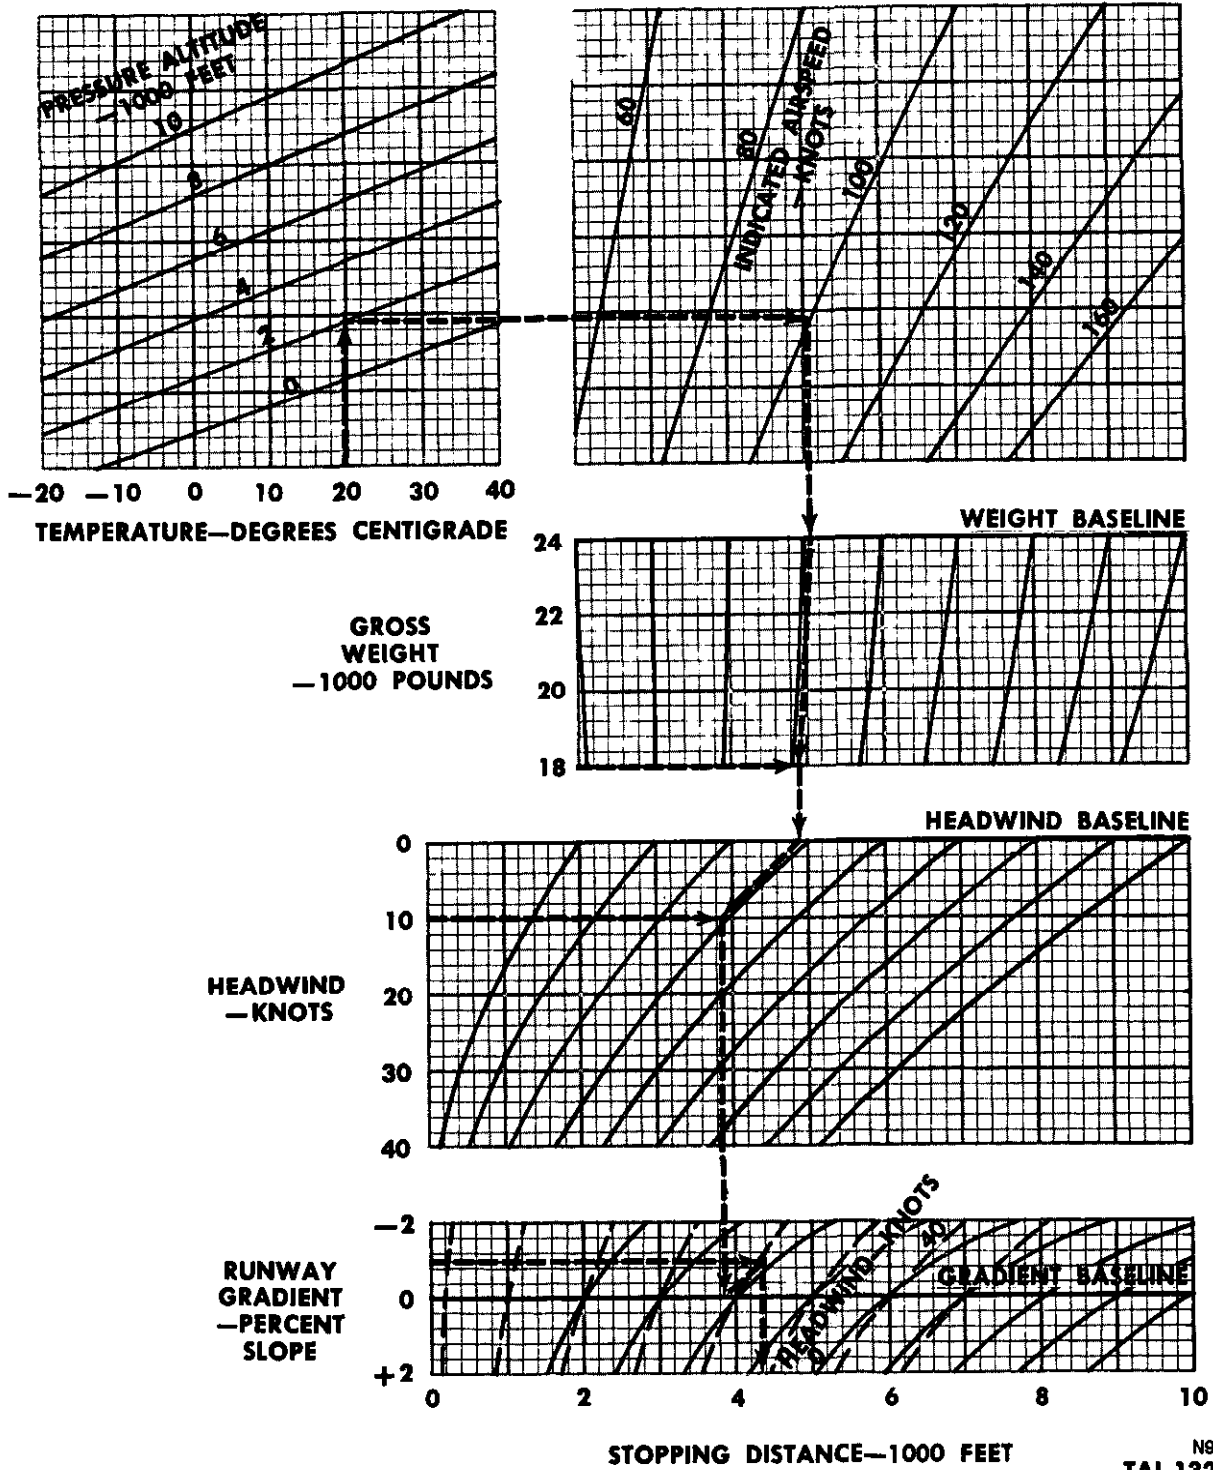 PRESSURE ALTITUDE
—1000 FEET
10
8
6
4
2
0
—20 —10 0 10 20 30 40
TEMPERATURE—DEGREES CENTIGRADE
INDICATED AIRSPEED
—KNOTS
60
80
100
120
140
160
WEIGHT BASELINE
24
22
20
18
GROSS
WEIGHT
—1000 POUNDS
HEADWIND BASELINE
0
10
20
30
40
HEADWIND
—KNOTS
—2
0
+2
RUNWAY
GRADIENT
—PERCENT
SLOPE
HEADWIND—KNOTS
40
0
GRADIENT BASELINE
0 2 4 6 8 10
STOPPING DISTANCE—1000 FEET
N9